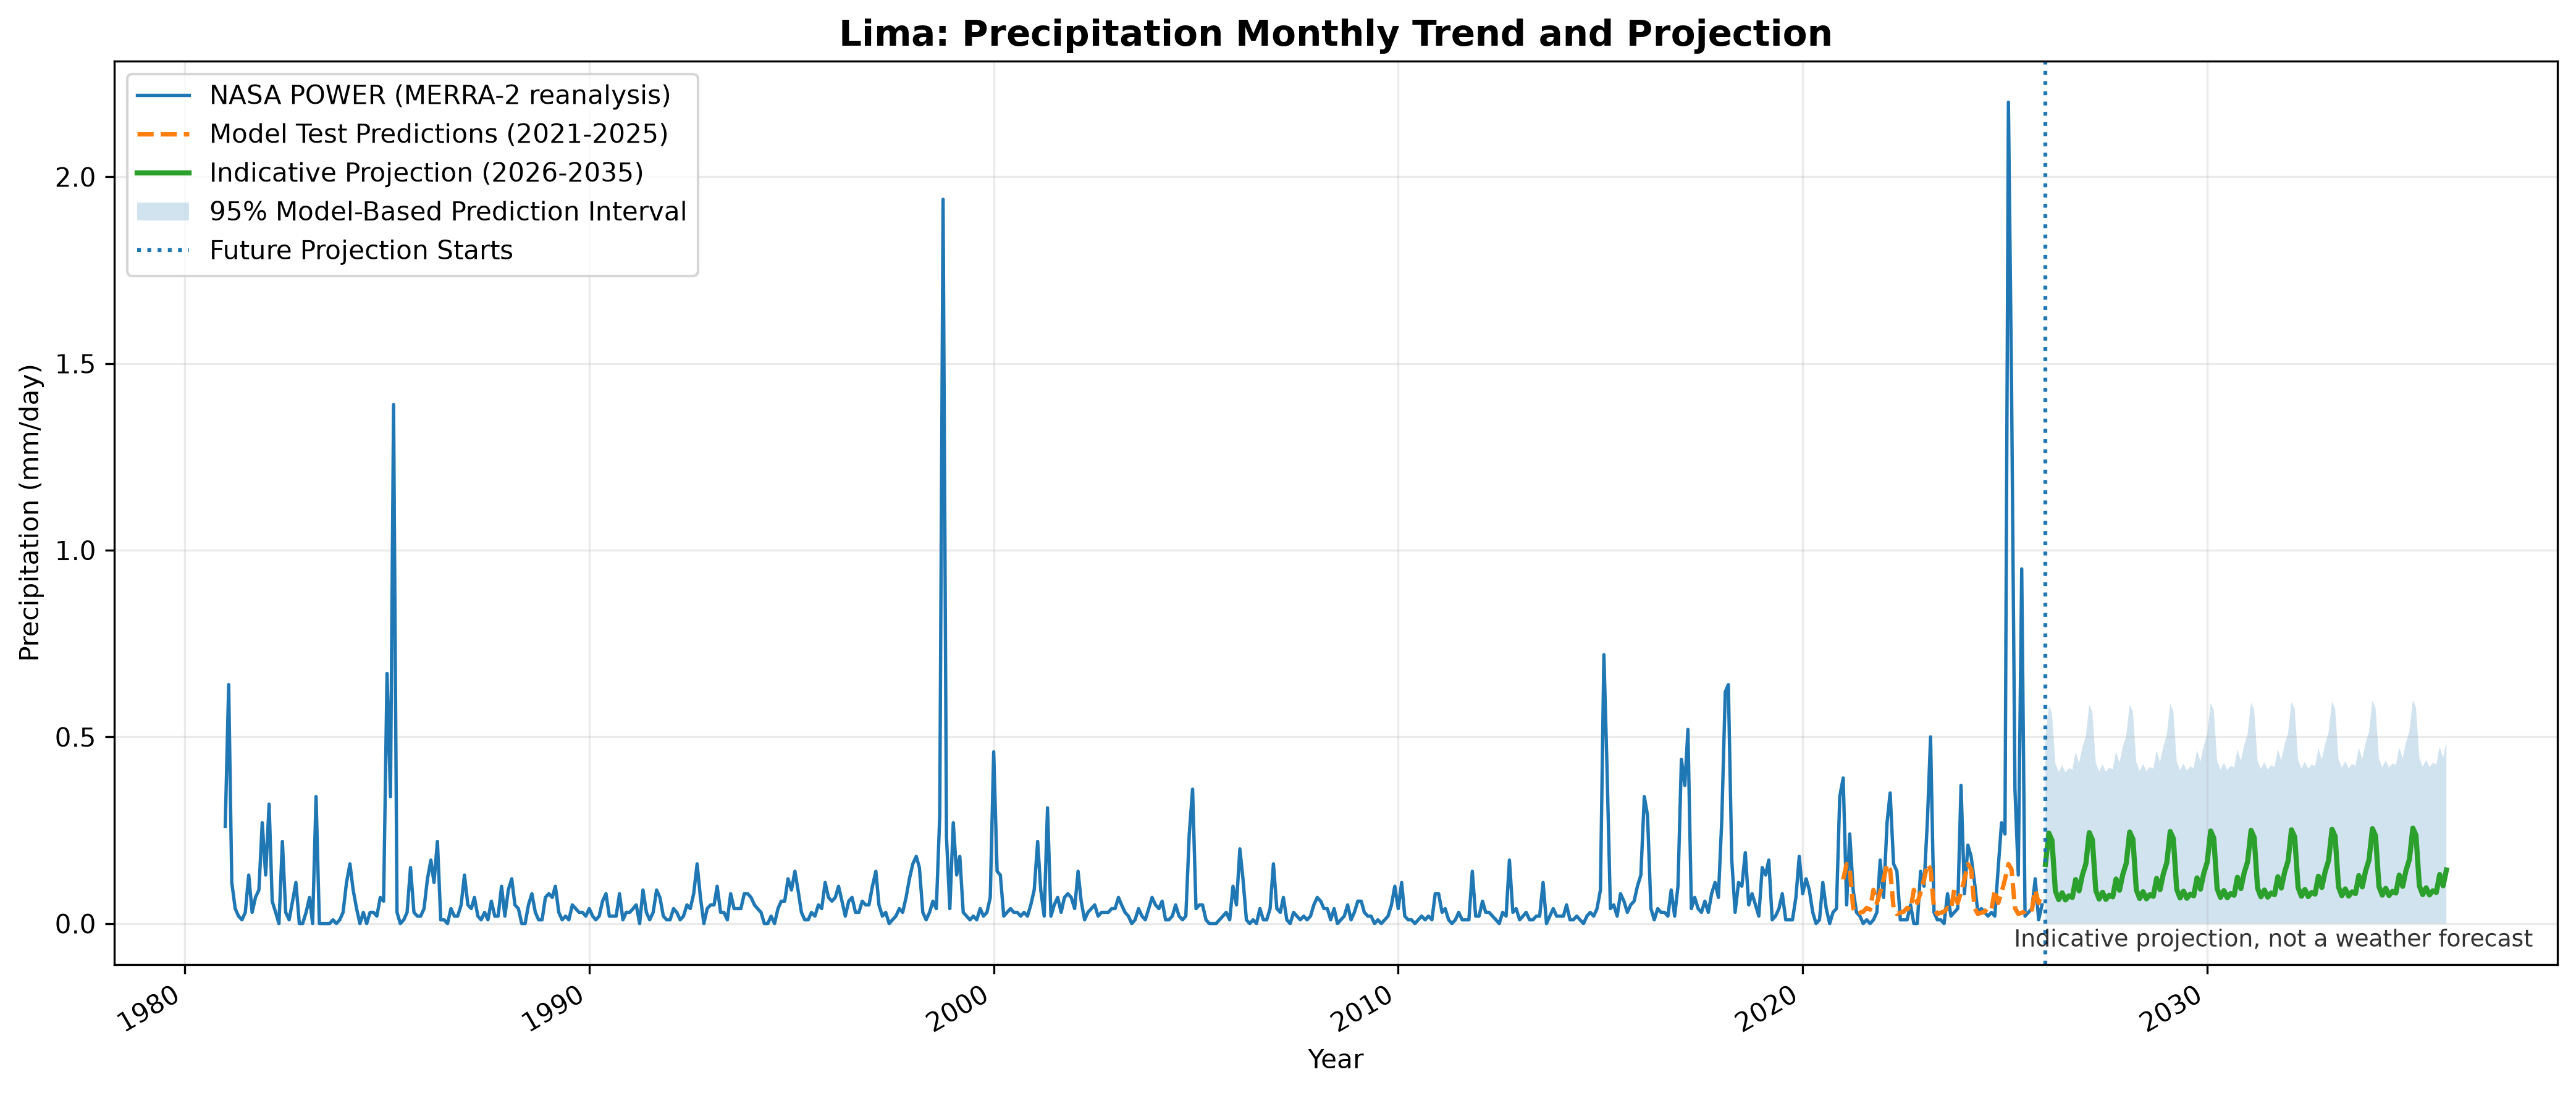 Lima: Precipitation Monthly Trend and Projection
NASA POWER (MERRA-2 reanalysis)
Model Test Predictions (2021-2025)
Indicative Projection (2026-2035)
95% Model-Based Prediction Interval
Future Projection Starts
Precipitation (mm/day)
2.0
1.5
1.0
0.5
0.0
Indicative projection, not a weather forecast
1980
1990
2000
2010
2020
2030
Year